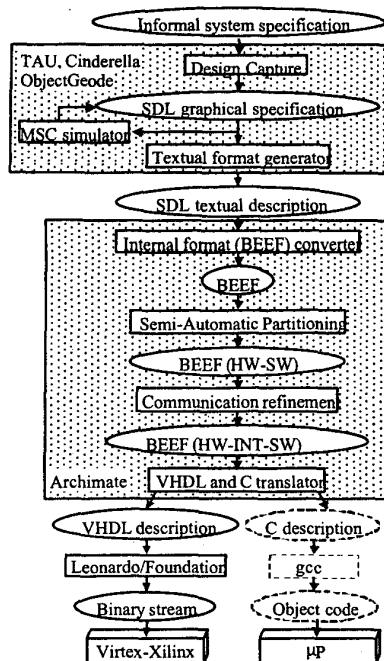 Informal system specification
TAU, Cinderella
ObjectGeode
Design Capture
SDL graphical specification
MSC simulator
Textual format generator
SDL textual description
Internal format (BEEF) converter
BEEF
Semi-Automatic Partitioning
BEEF (HW-SW)
Communication refinement
BEEF (HW-INT-SW)
Archimate
VHDL and C translator
VHDL description
C description
Leonardo/Foundation
gcc
Binary stream
Object code
Virtex-Xilinx
μP